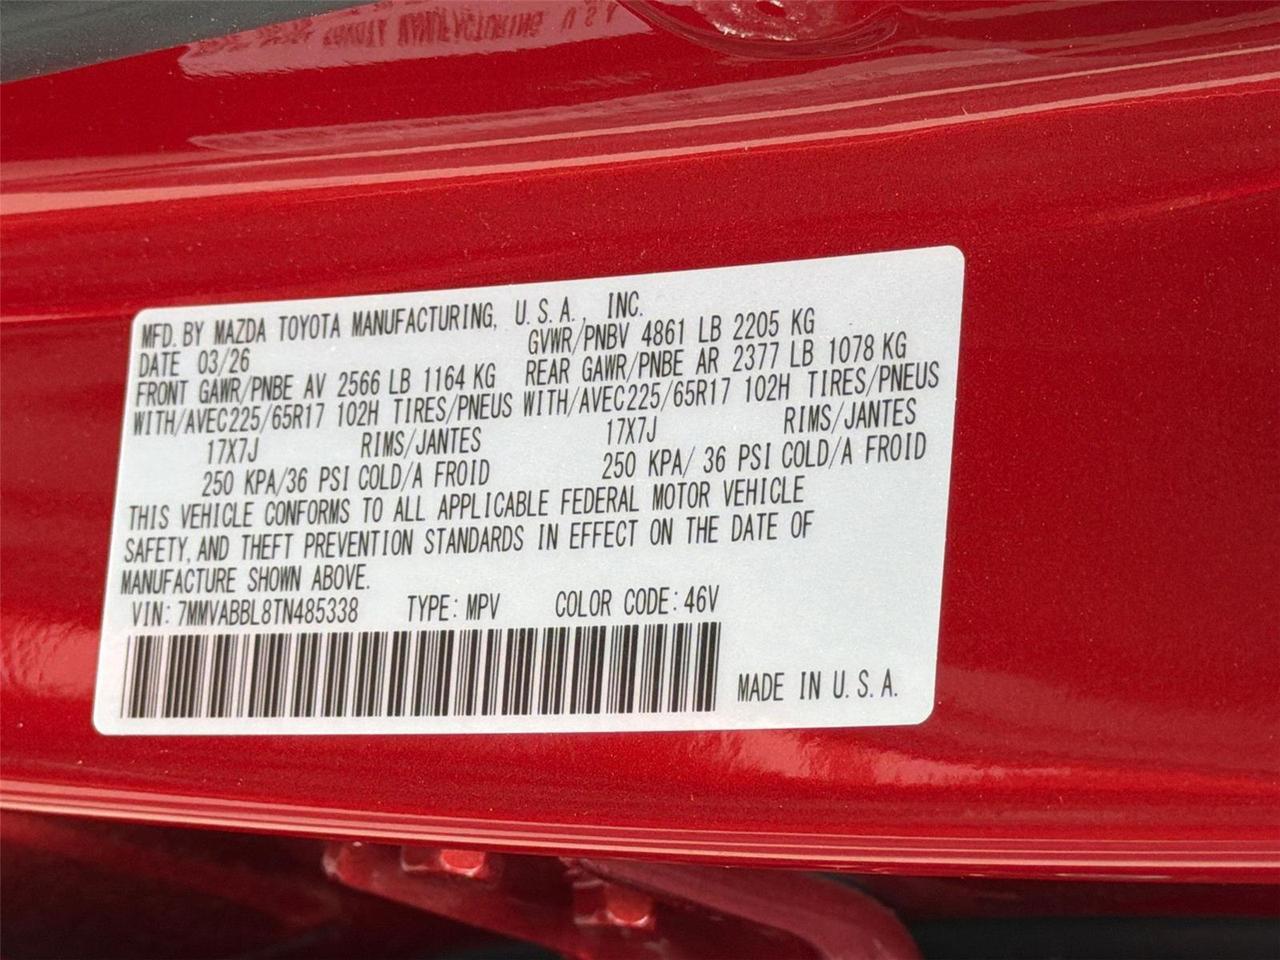 MFD. BY MAZDA TOYOTA MANUFACTURING, U.S.A., INC.
DATE 03/26 GVWR/PNBV 4861 LB 2205 KG
FRONT GAWR/PNBE AV 2566 LB 1164 KG REAR GAWR/PNBE AR 2377 LB 1078 KG
WITH/AVEC225/65R17 102H TIRES/PNEUS WITH/AVEC225/65R17 102H TIRES/PNEUS
17X7J RIMS/JANTES 17X7J RIMS/JANTES
250 KPA/36 PSI COLD/A FROID 250 KPA/ 36 PSI COLD/A FROID
THIS VEHICLE CONFORMS TO ALL APPLICABLE FEDERAL MOTOR VEHICLE
SAFETY, AND THEFT PREVENTION STANDARDS IN EFFECT ON THE DATE OF
MANUFACTURE SHOWN ABOVE.
VIN: 7MMVABBL8TN485338 TYPE: MPV COLOR CODE: 46V
MADE IN U.S.A.